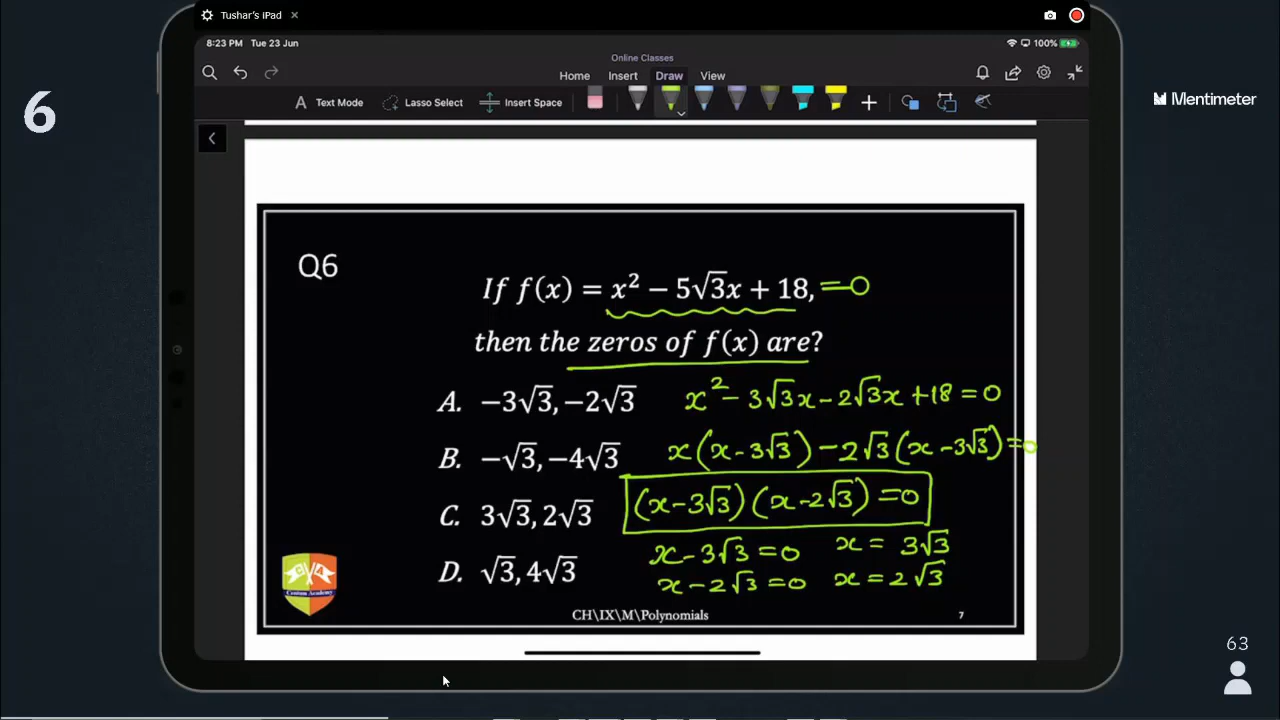 Tushar's iPad ×
8:23 PM Tue 23 Jun
100%
Online Classes
Home Insert Draw View
A Text Mode Lasso Select Insert Space
6
Mentimeter
Q6
If f(x) = x² − 5√3x + 18, = 0
then the zeros of f(x) are?
A. −3√3, −2√3
x² − 3√3x − 2√3x + 18 = 0
B. −√3, −4√3
x(x − 3√3) − 2√3(x − 3√3) = 0
C. 3√3, 2√3
(x − 3√3)(x − 2√3) = 0
x − 3√3 = 0 x = 3√3
D. √3, 4√3
x − 2√3 = 0 x = 2√3
Centum Academy
CH\IX\M\Polynomials
7
63